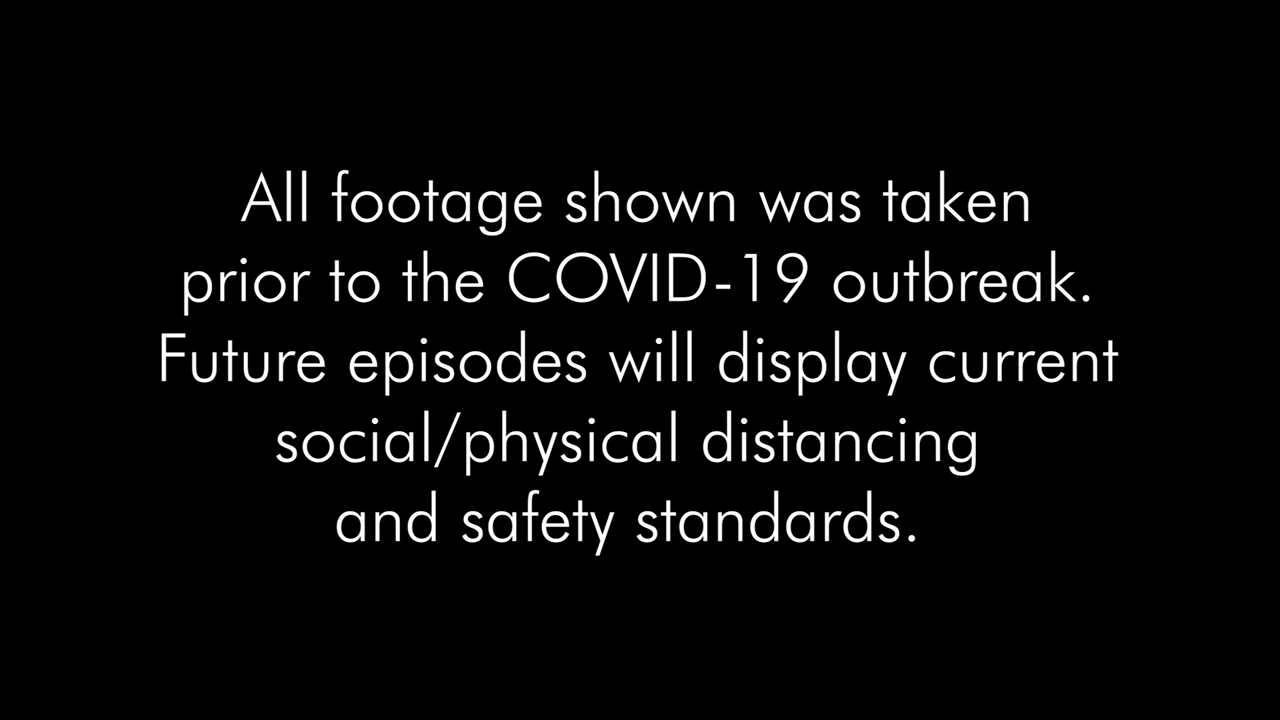 All footage shown was taken
prior to the COVID-19 outbreak.
Future episodes will display current
social/physical distancing
and safety standards.